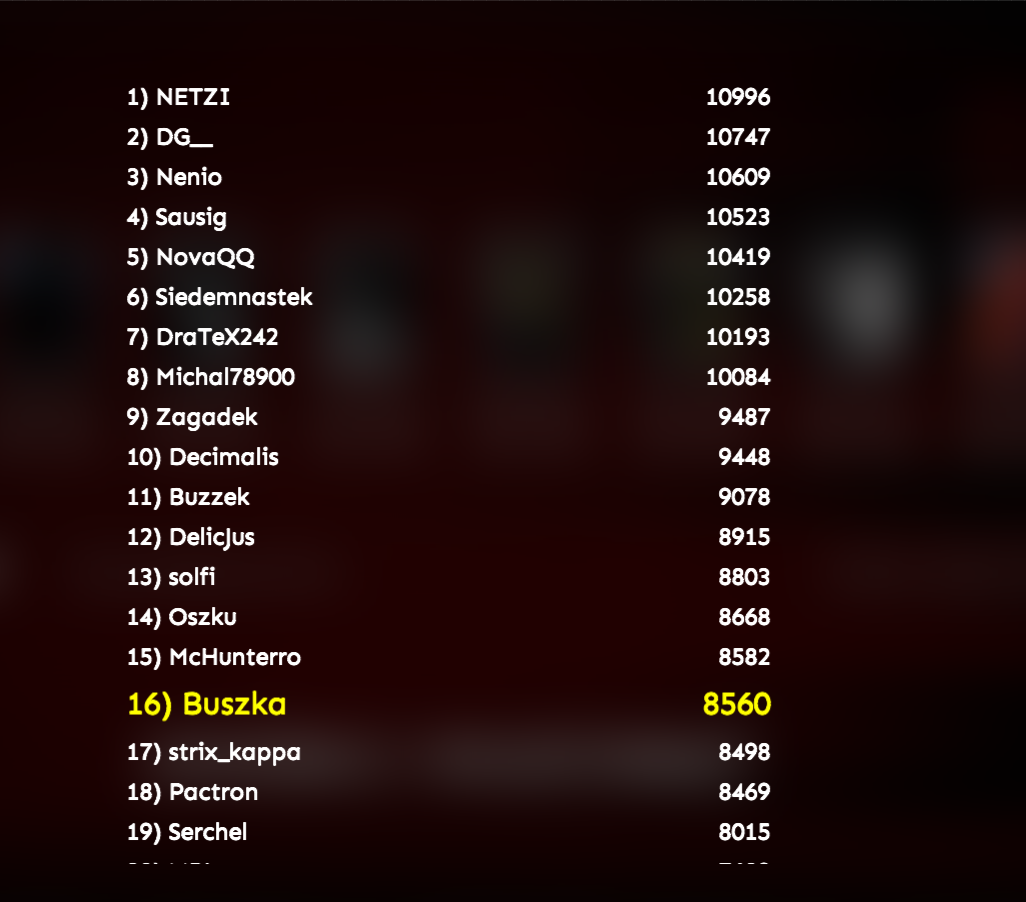 1) NETZI 10996
2) DG__ 10747
3) Nenio 10609
4) Sausig 10523
5) NovaQQ 10419
6) Siedemnastek 10258
7) DraTeX242 10193
8) Michal78900 10084
9) Zagadek 9487
10) Decimalis 9448
11) Buzzek 9078
12) DelicJus 8915
13) solfi 8803
14) Oszku 8668
15) McHunterro 8582
16) Buszka 8560
17) strix_kappa 8498
18) Pactron 8469
19) Serchel 8015